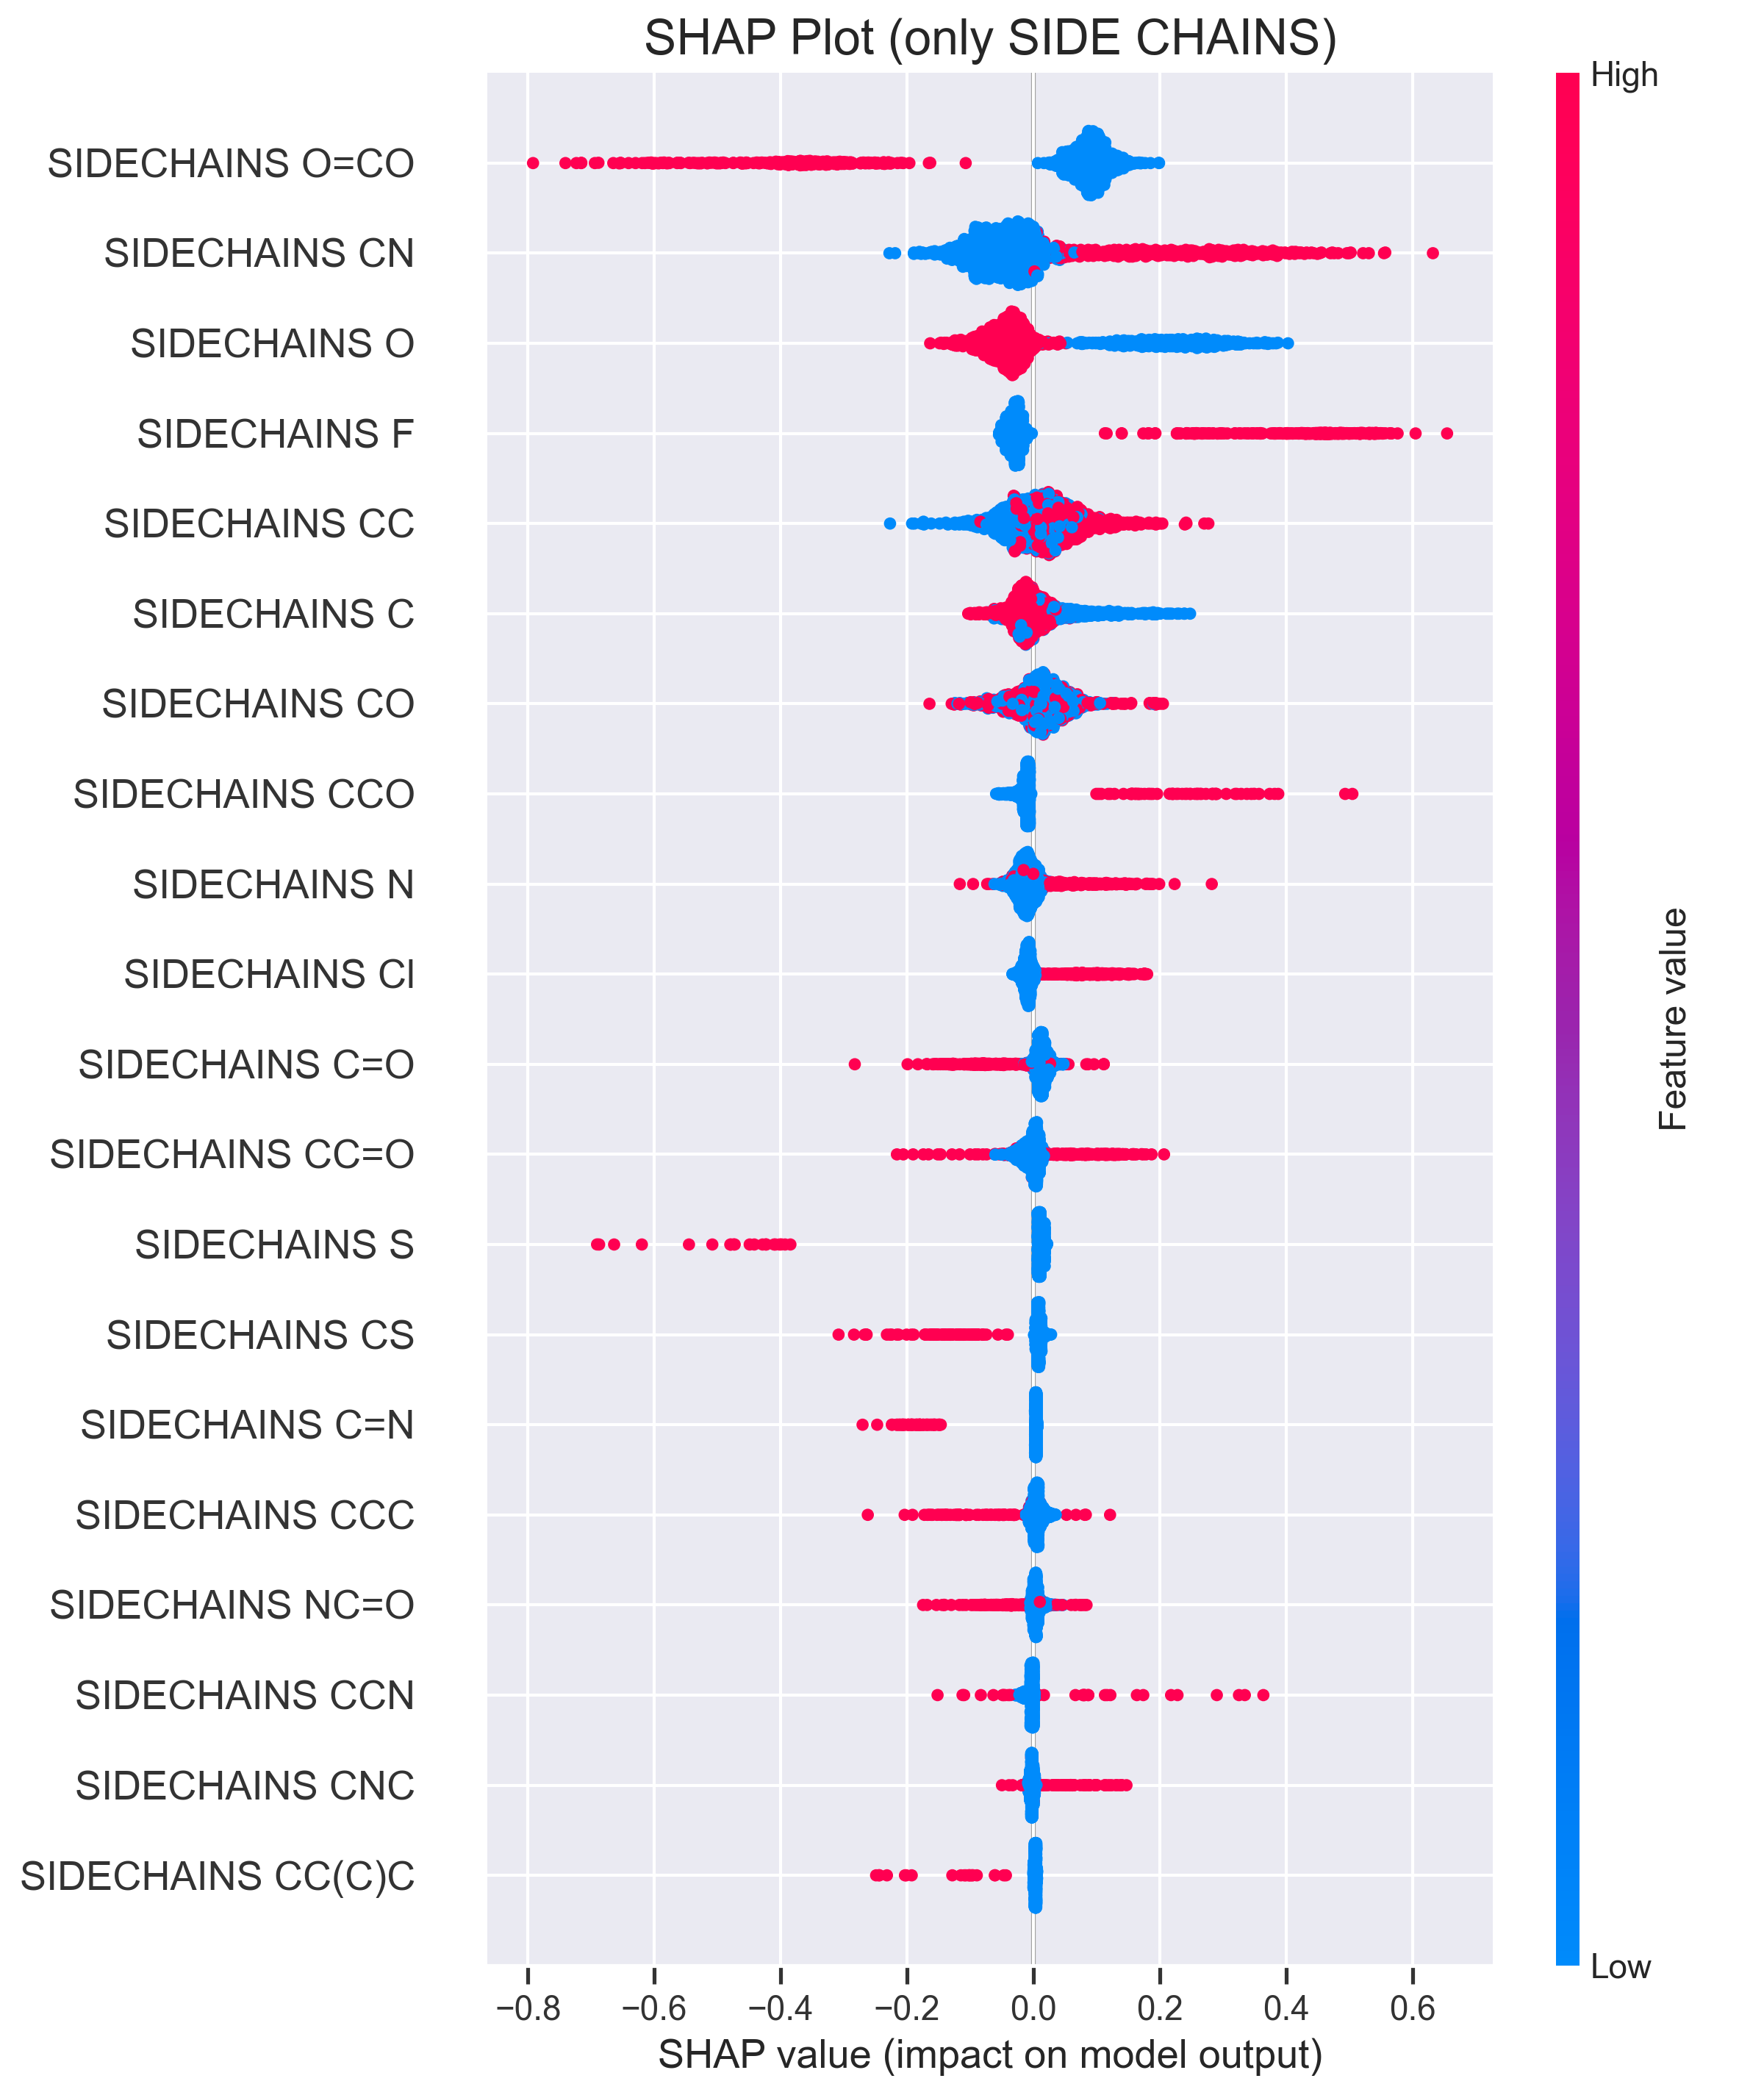 SHAP Plot (only SIDE CHAINS)
High
SIDECHAINS O=CO
SIDECHAINS CN
SIDECHAINS O
SIDECHAINS F
SIDECHAINS CC
SIDECHAINS C
SIDECHAINS CO
SIDECHAINS CCO
SIDECHAINS N
SIDECHAINS Cl
SIDECHAINS C=O
SIDECHAINS CC=O
SIDECHAINS S
SIDECHAINS CS
SIDECHAINS C=N
SIDECHAINS CCC
SIDECHAINS NC=O
SIDECHAINS CCN
SIDECHAINS CNC
SIDECHAINS CC(C)C
Feature value
Low
−0.8 −0.6 −0.4 −0.2 0.0 0.2 0.4 0.6
SHAP value (impact on model output)